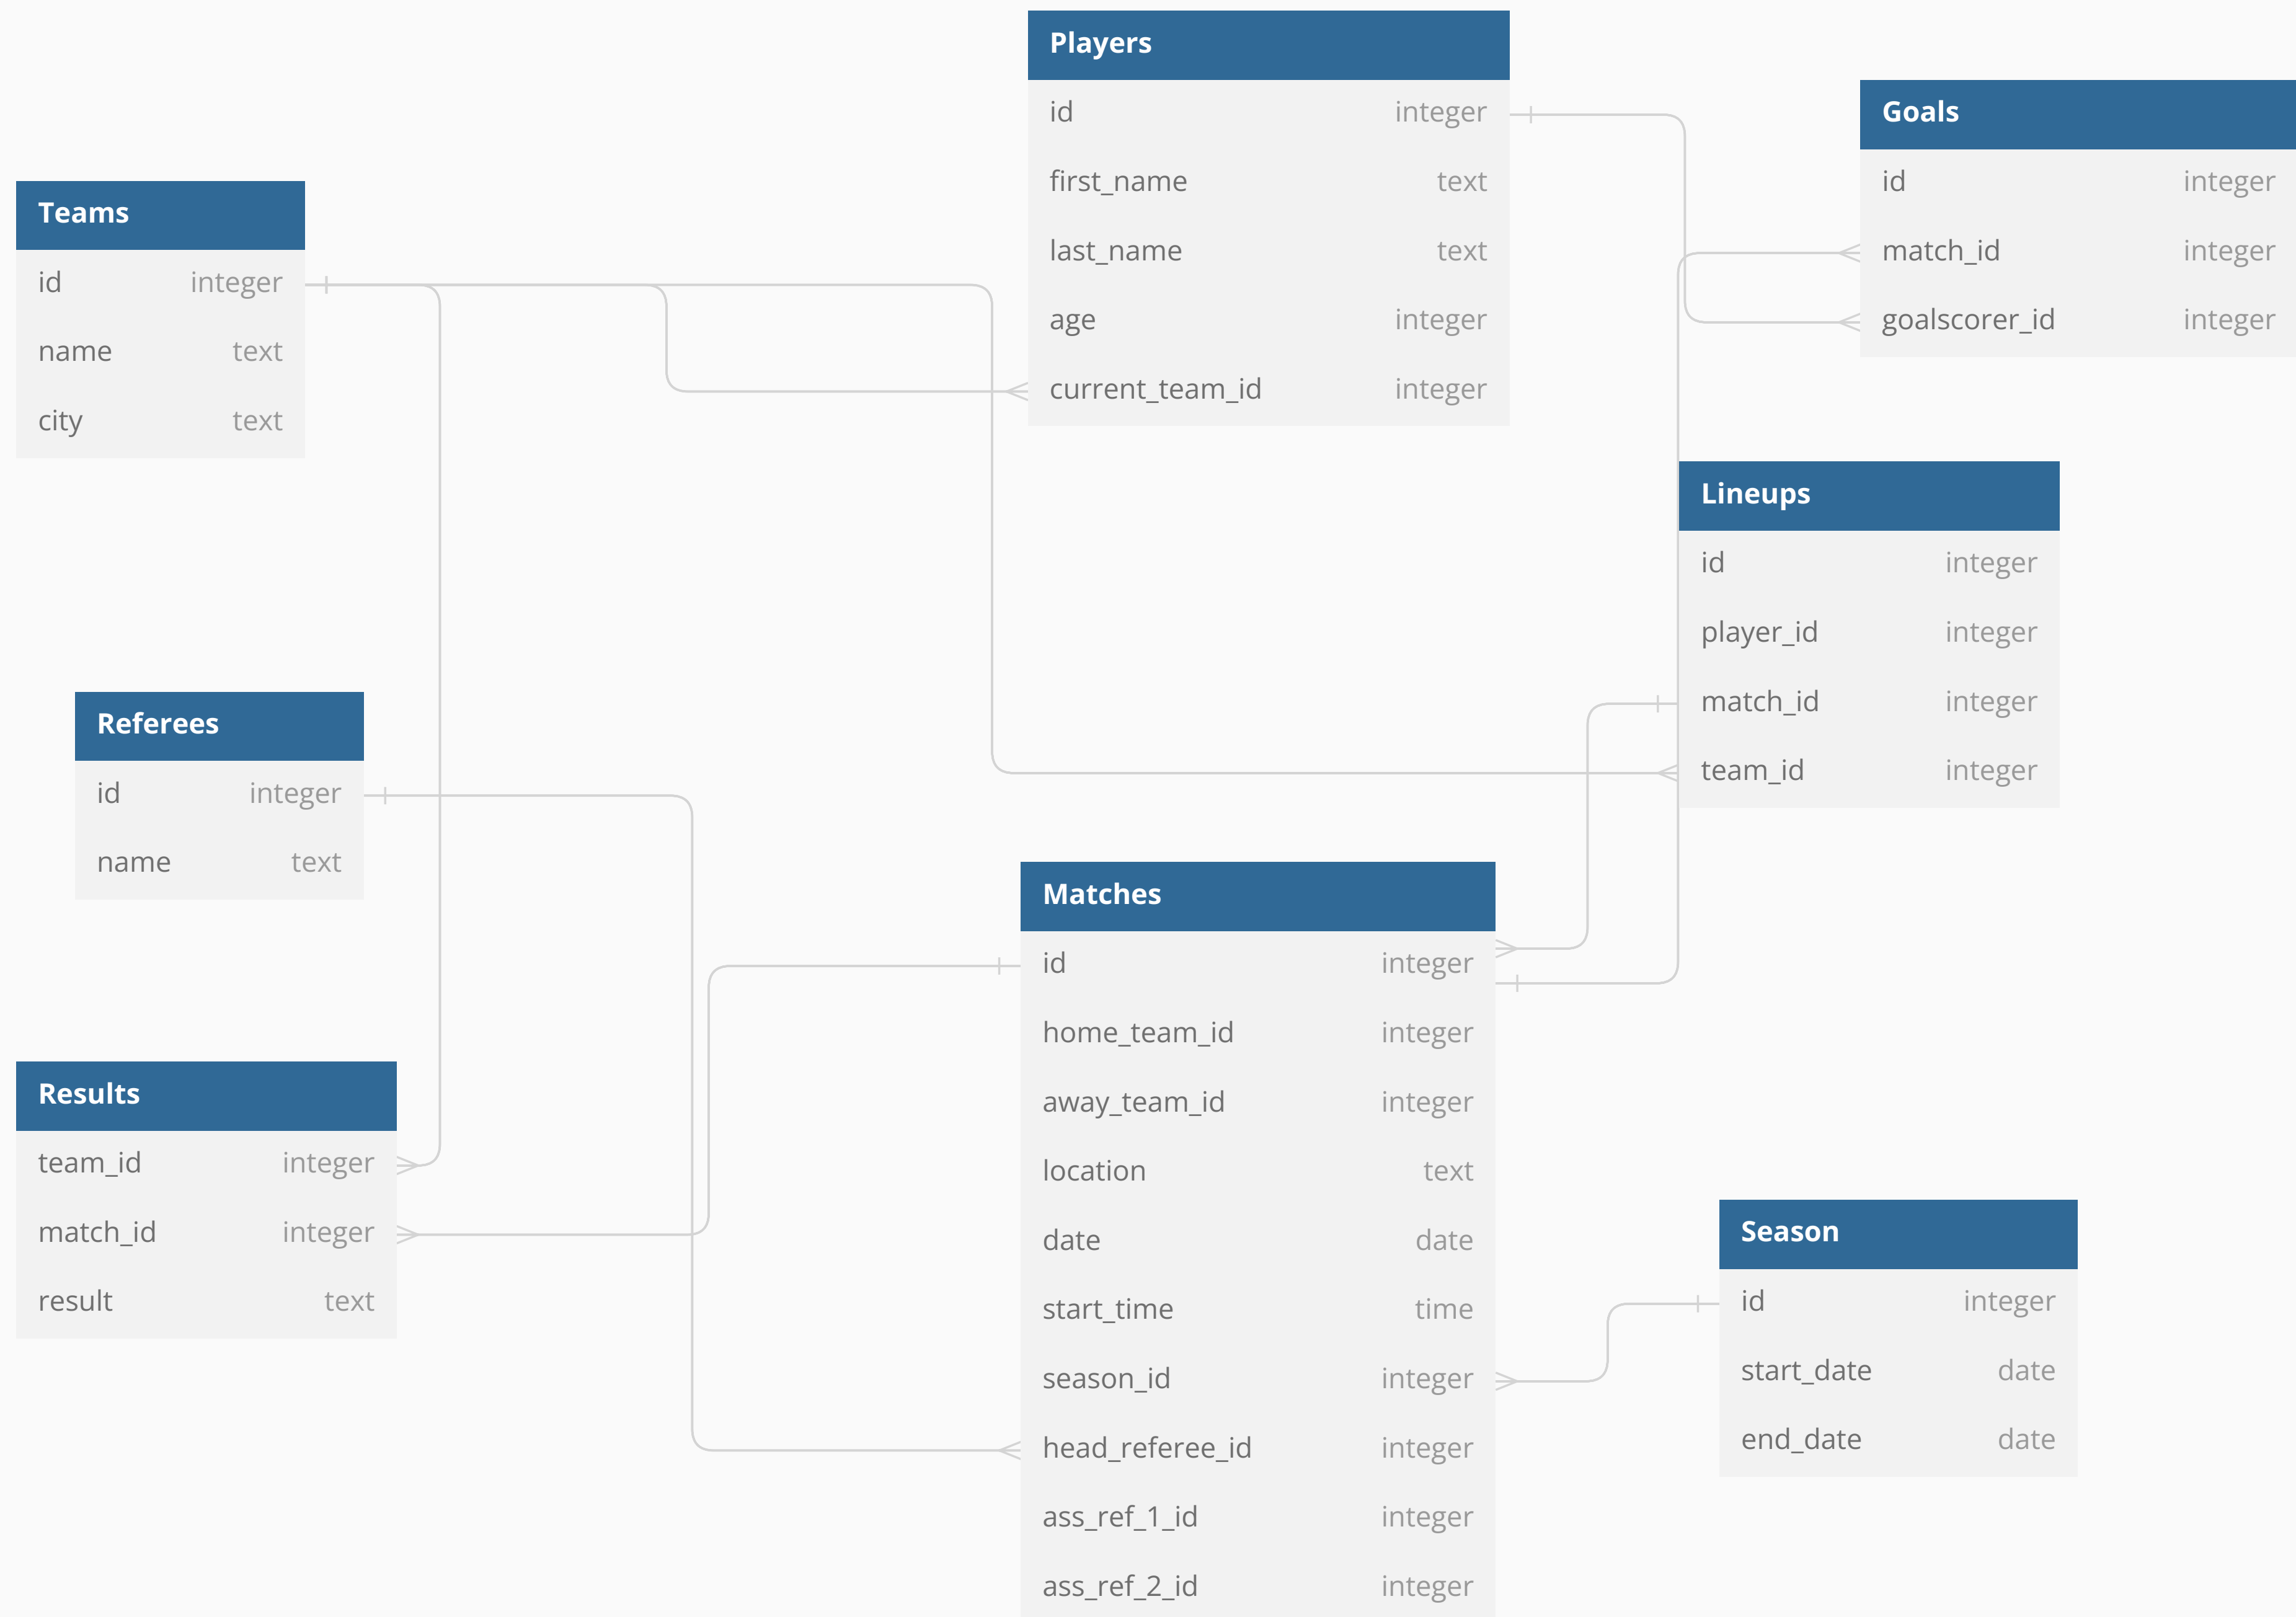 Players
id integer
first_name text
last_name text
age integer
current_team_id integer
Goals
id integer
match_id integer
goalscorer_id integer
Teams
id integer
name text
city text
Lineups
id integer
player_id integer
match_id integer
team_id integer
Referees
id integer
name text
Matches
id integer
home_team_id integer
away_team_id integer
location text
date date
start_time time
season_id integer
head_referee_id integer
ass_ref_1_id integer
ass_ref_2_id integer
Results
team_id integer
match_id integer
result text
Season
id integer
start_date date
end_date date